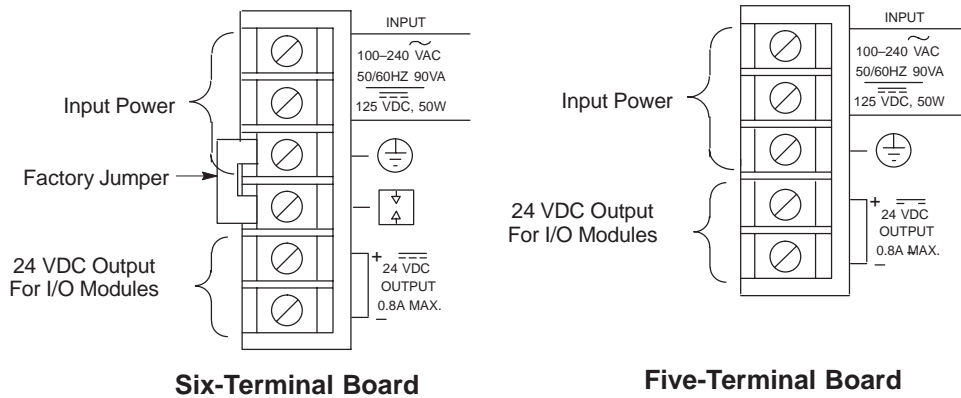 INPUT
100–240 VAC
50/60HZ 90VA
125 VDC, 50W
Input Power
Factory Jumper
+
24 VDC
OUTPUT
0.8A MAX.
–
24 VDC Output
For I/O Modules
Six-Terminal Board
INPUT
100–240 VAC
50/60HZ 90VA
125 VDC, 50W
Input Power
+
24 VDC
OUTPUT
0.8A MAX.
–
24 VDC Output
For I/O Modules
Five-Terminal Board